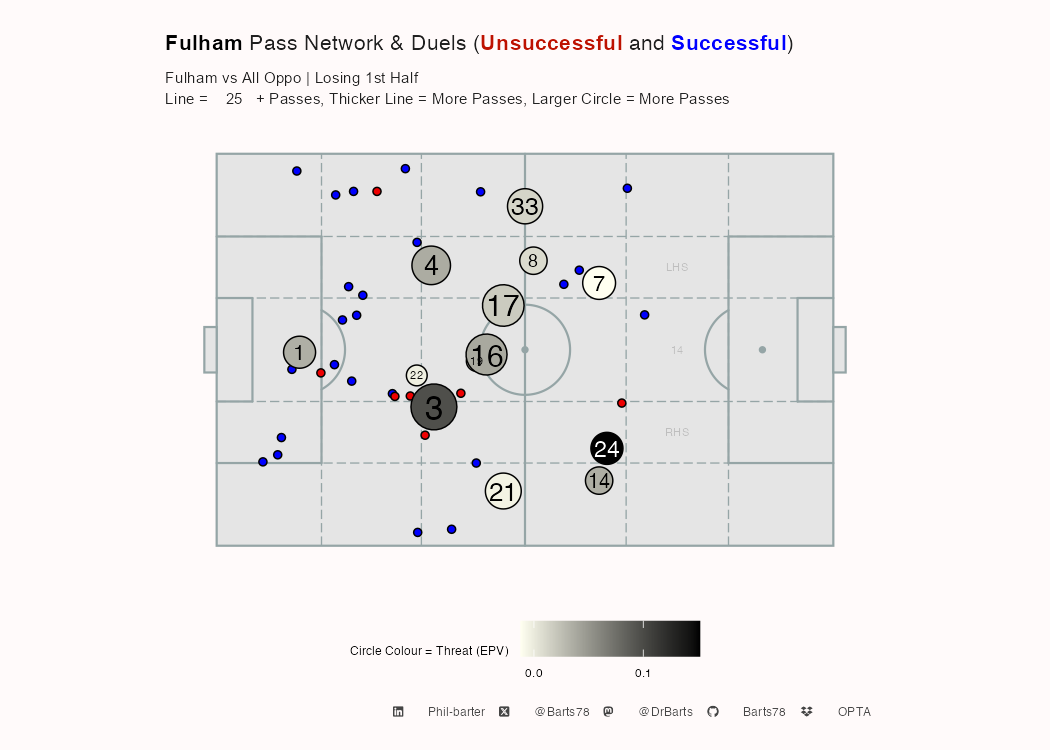 Fulham Pass Network & Duels (Unsuccessful and Successful)
Fulham vs All Oppo | Losing 1st Half
Line = 25 + Passes, Thicker Line = More Passes, Larger Circle = More Passes
33
8
LHS
4
7
17
1
16
19
14
22
3
RHS
24
14
21
Circle Colour = Threat (EPV)
0.0 0.1
Phil-barter @Barts78 @DrBarts Barts78 OPTA